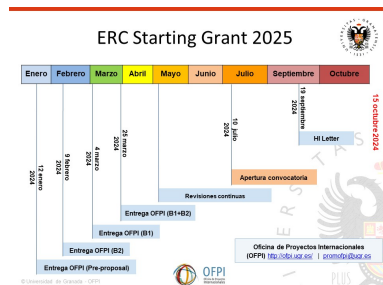 ERC Starting Grant 2025
Enero Febrero Marzo Abril Mayo Junio Julio Septiembre Octubre
12 enero 2024
9 febrero 2024
4 marzo 2024
25 marzo 2024
10 julio 2024
19 septiembre 2024
15 octubre 2024
HI Letter
Apertura convocatoria
Revisiones continuas
Entrega OFPI (B1+B2)
Entrega OFPI (B1)
Entrega OFPI (B2)
Entrega OFPI (Pre-proposal)
Oficina de Proyectos Internacionales
(OFPI) http://ofpi.ugr.es/ | promofpi@ugr.es
OFPI
© Universidad de Granada - OFPI
PLUS